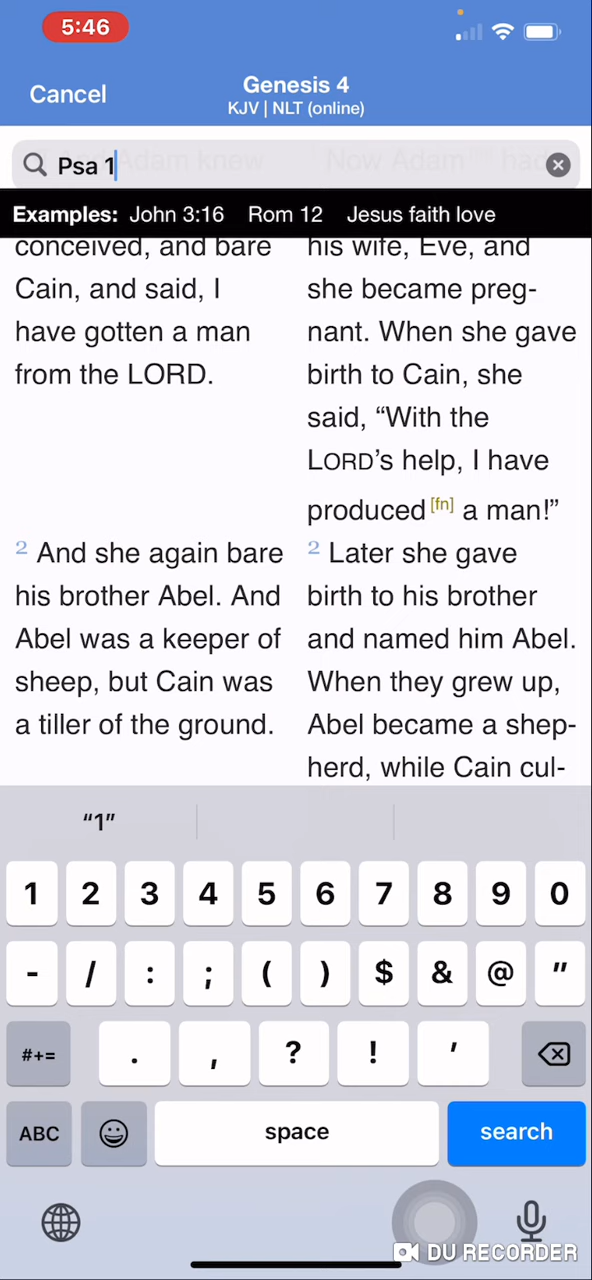 5:46
Cancel
Genesis 4
KJV | NLT (online)
And Adam knew Now Adam had
Psa 1
Examples: John 3:16 Rom 12 Jesus faith love
conceived, and bare
Cain, and said, I
have gotten a man
from the LORD.
his wife, Eve, and
she became preg-
nant. When she gave
birth to Cain, she
said, “With the
LORD’s help, I have
produced [fn] a man!”
2 And she again bare
his brother Abel. And
Abel was a keeper of
sheep, but Cain was
a tiller of the ground.
2 Later she gave
birth to his brother
and named him Abel.
When they grew up,
Abel became a shep-
herd, while Cain cul-
“1”
1 2 3 4 5 6 7 8 9 0
- / : ; ( ) $ & @ "
#+= . , ? ! '
ABC space search
DU RECORDER